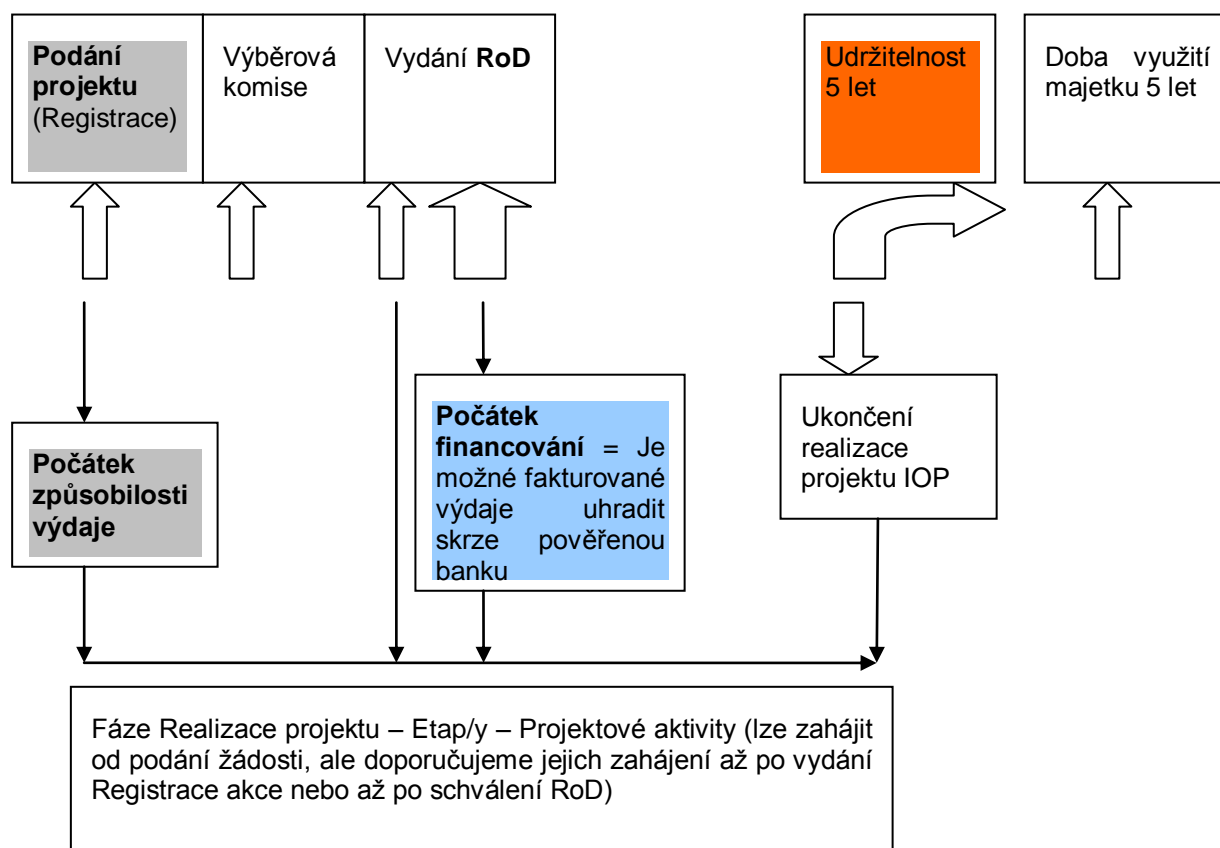 Podání
projektu
(Registrace)
Výběrová
komise
Vydání RoD
Udržitelnost
5 let
Doba využití
majetku 5 let
Počátek
způsobilosti
výdaje
Počátek
financování = Je
možné fakturované
výdaje uhradit
skrze pověřenou
banku
Ukončení
realizace
projektu IOP
Fáze Realizace projektu – Etap/y – Projektové aktivity (lze zahájit
od podání žádosti, ale doporučujeme jejich zahájení až po vydání
Registrace akce nebo až po schválení RoD)